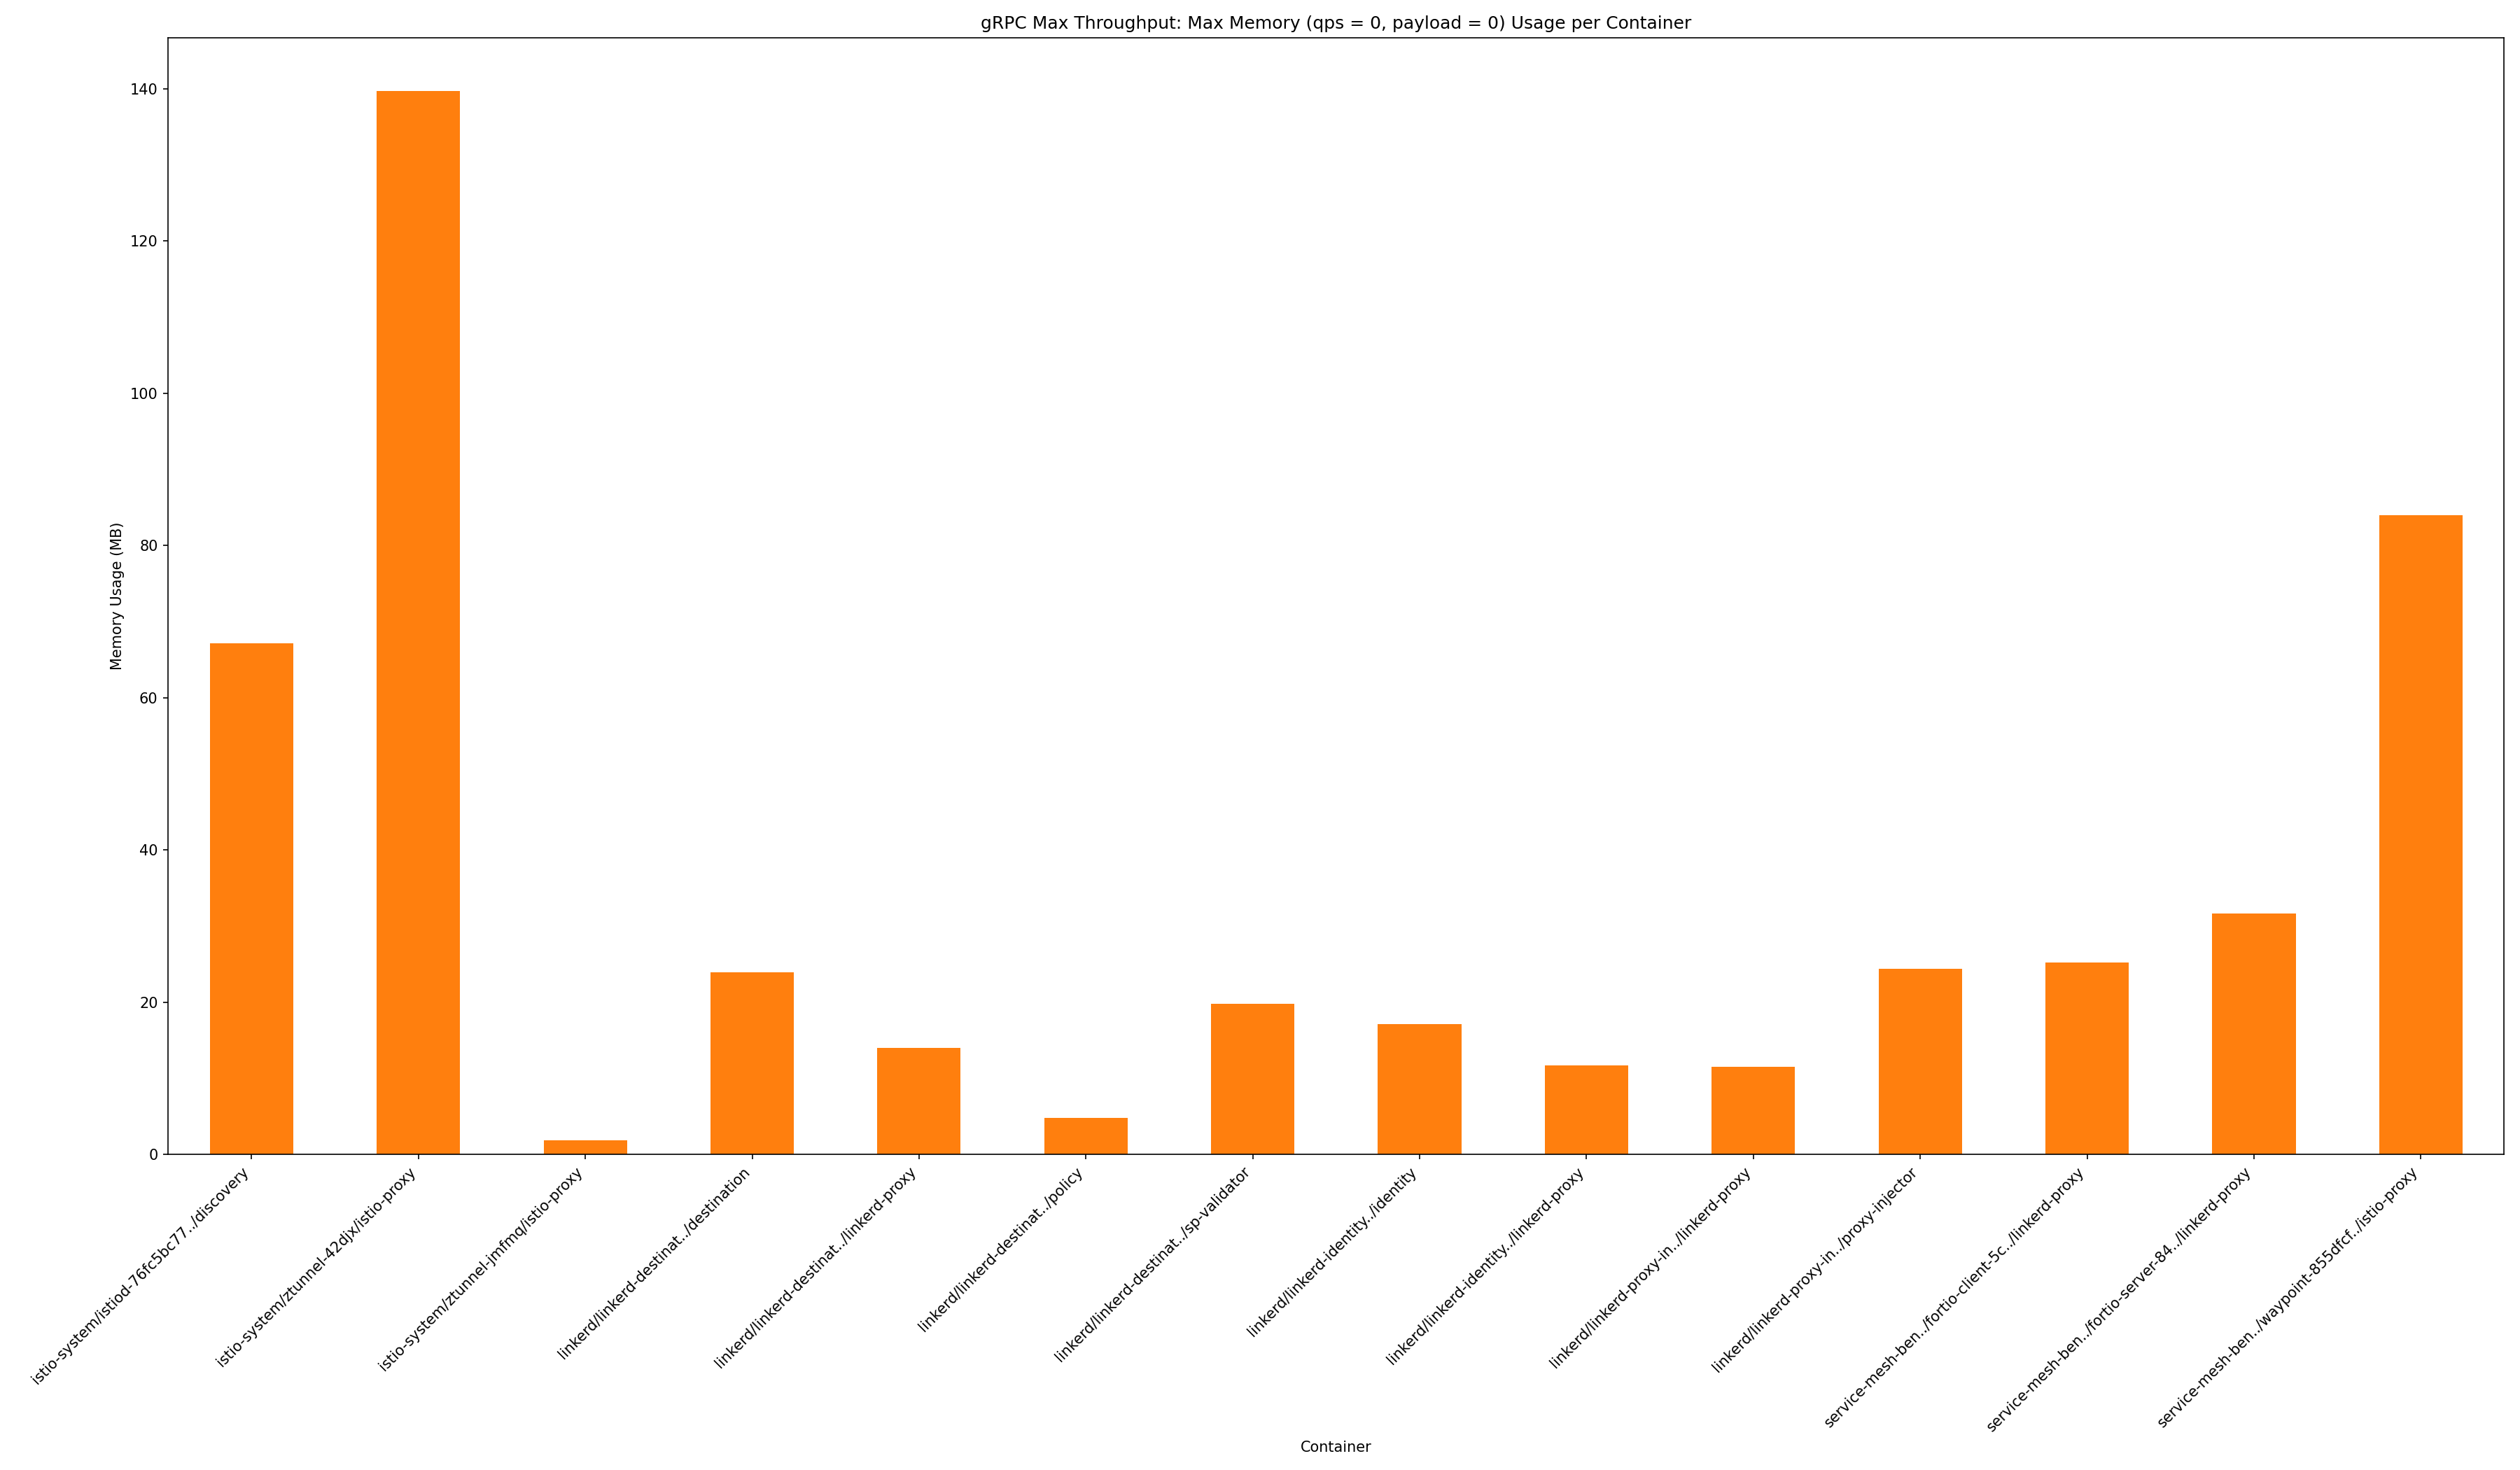 gRPC Max Throughput: Max Memory (qps = 0, payload = 0) Usage per Container
Memory Usage (MB)
140
120
100
80
60
40
20
0
istio-system/istiod-76fc5bc77../discovery
istio-system/ztunnel-42djx/istio-proxy
istio-system/ztunnel-jmfmq/istio-proxy
linkerd/linkerd-destinat../destination
linkerd/linkerd-destinat../linkerd-proxy
linkerd/linkerd-destinat../policy
linkerd/linkerd-destinat../sp-validator
linkerd/linkerd-identity../identity
linkerd/linkerd-identity../linkerd-proxy
linkerd/linkerd-proxy-in../linkerd-proxy
linkerd/linkerd-proxy-in../proxy-injector
service-mesh-ben../fortio-client-5c../linkerd-proxy
service-mesh-ben../fortio-server-84../linkerd-proxy
service-mesh-ben../waypoint-855dfcf../istio-proxy
Container